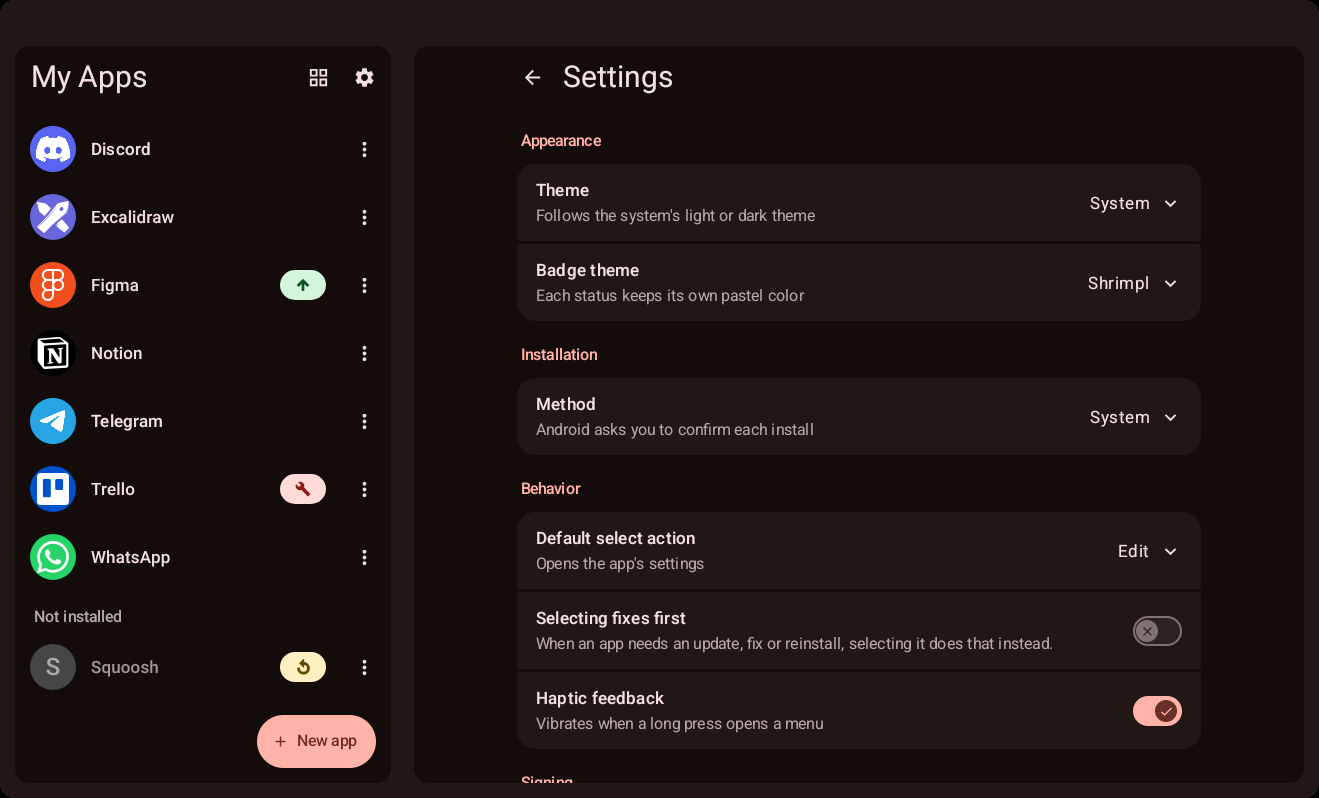 My Apps
Discord
Excalidraw
Figma
Notion
Telegram
Trello
WhatsApp
Not installed
S Squoosh
+ New app
Settings
Appearance
Theme
Follows the system's light or dark theme
System
Badge theme
Each status keeps its own pastel color
Shrimpl
Installation
Method
Android asks you to confirm each install
System
Behavior
Default select action
Opens the app's settings
Edit
Selecting fixes first
When an app needs an update, fix or reinstall, selecting it does that instead.
Haptic feedback
Vibrates when a long press opens a menu
Signing